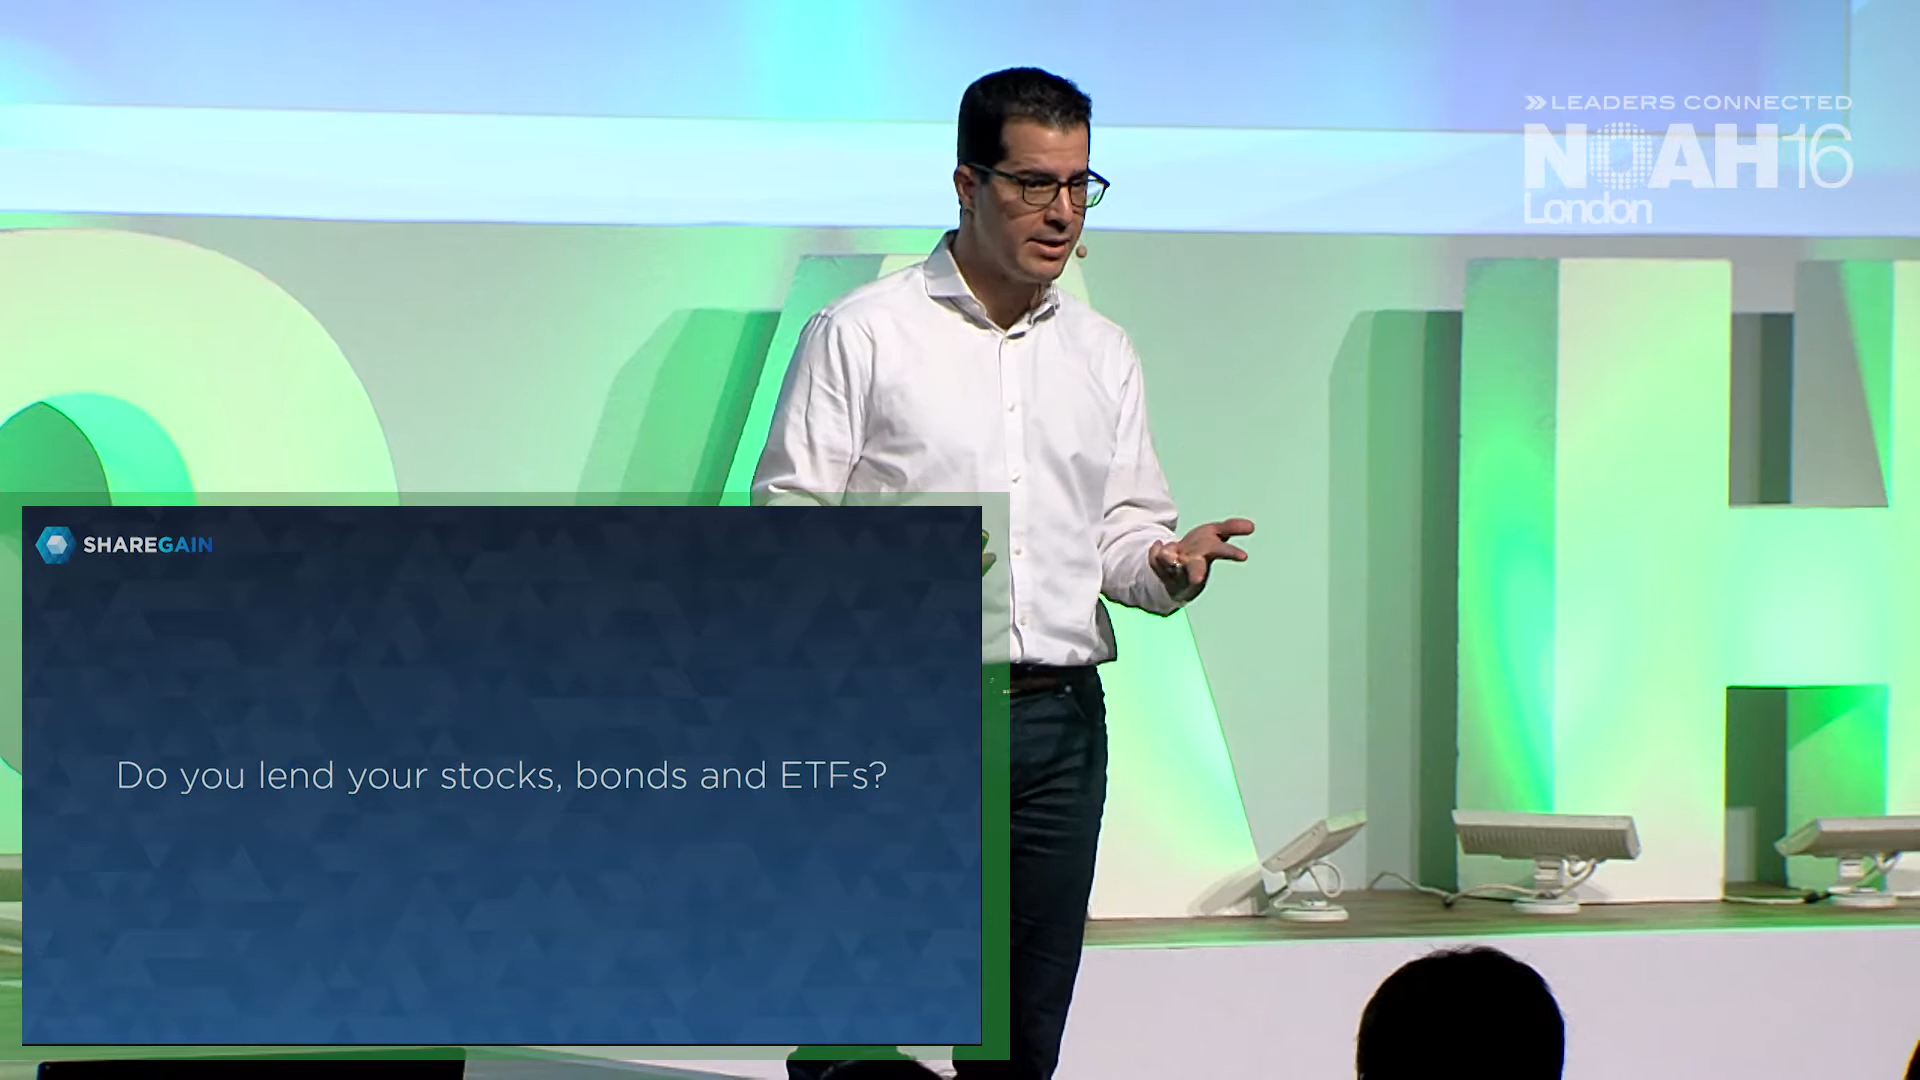 »LEADERS CONNECTED
NOAH16
London
SHAREGAIN
Do you lend your stocks, bonds and ETFs?